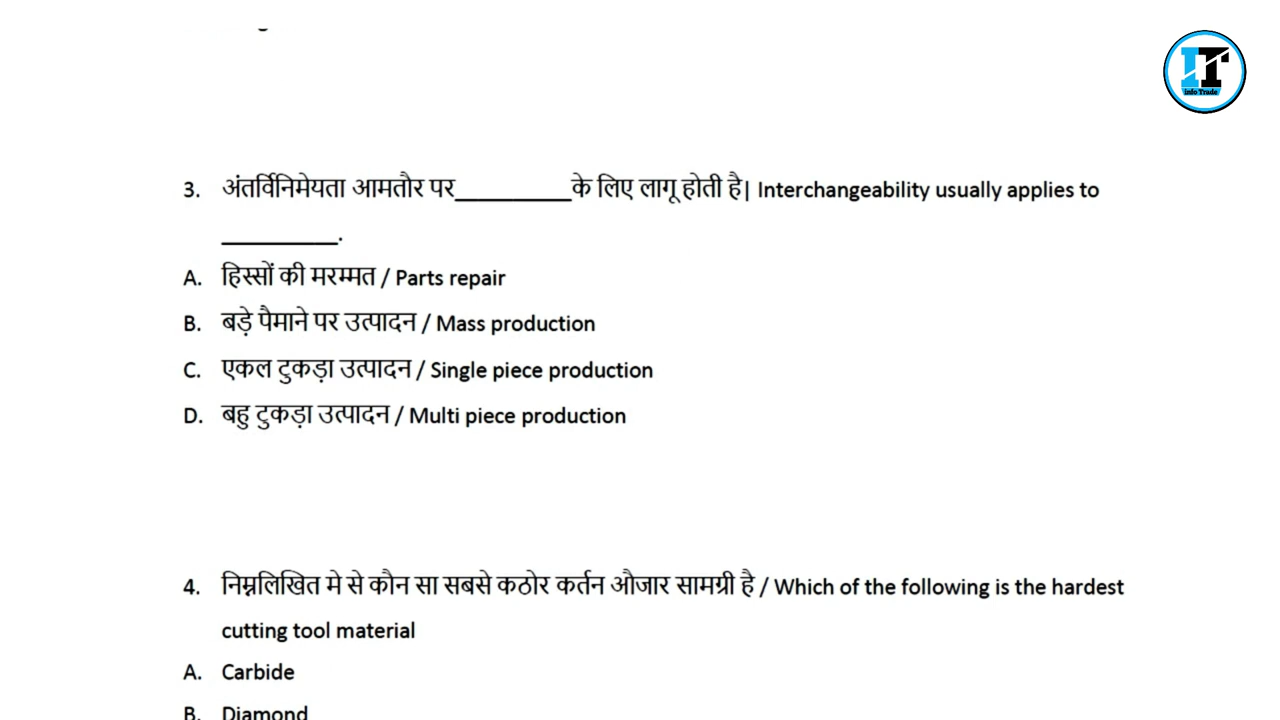 IT
Info Trade
3. अंतर्विनिमेयता आमतौर पर__________के लिए लागू होती है| Interchangeability usually applies to
__________.
A. हिस्सों की मरम्मत / Parts repair
B. बड़े पैमाने पर उत्पादन / Mass production
C. एकल टुकड़ा उत्पादन / Single piece production
D. बहु टुकड़ा उत्पादन / Multi piece production
4. निम्नलिखित मे से कौन सा सबसे कठोर कर्तन औजार सामग्री है / Which of the following is the hardest
cutting tool material
A. Carbide
B. Diamond